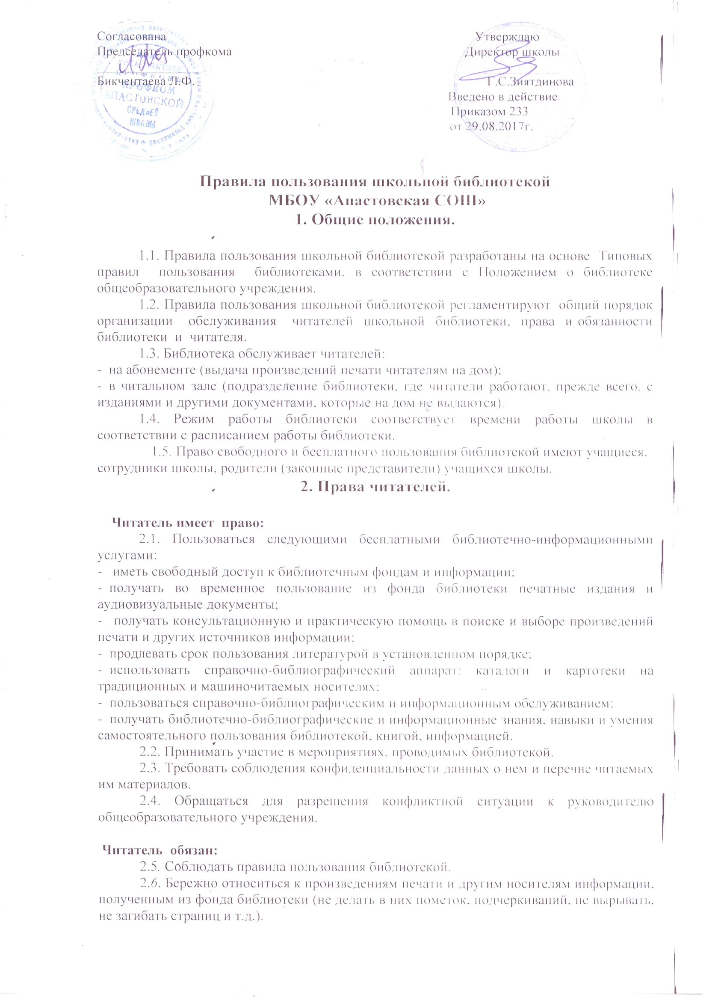 Согласована
Председатель профкома
Бикчентаева Л.Ф.
ПРОФКОМ
АПАСТОВСКОЙ
СРЕДНЕЙ
ШКОЛЫ
Утверждаю
Директор школы
Г.С.Зиятдинова
Введено в действие
Приказом 233
от 29.08.2017г.
Правила пользования школьной библиотекой
МБОУ «Апастовская СОШ»
1. Общие положения.
1.1. Правила пользования школьной библиотекой разработаны на основе Типовых
правил пользования библиотеками, в соответствии с Положением о библиотеке
общеобразовательного учреждения.
1.2. Правила пользования школьной библиотекой регламентируют общий порядок
организации обслуживания читателей школьной библиотеки, права и обязанности
библиотеки и читателя.
1.3. Библиотека обслуживает читателей:
- на абонементе (выдача произведений печати читателям на дом);
- в читальном зале (подразделение библиотеки, где читатели работают, прежде всего, с
изданиями и другими документами, которые на дом не выдаются).
1.4. Режим работы библиотеки соответствует времени работы школы в
соответствии с расписанием работы библиотеки.
1.5. Право свободного и бесплатного пользования библиотекой имеют учащиеся,
сотрудники школы, родители (законные представители) учащихся школы.
2. Права читателей.
Читатель имеет право:
2.1. Пользоваться следующими бесплатными библиотечно-информационными
услугами:
- иметь свободный доступ к библиотечным фондам и информации;
- получать во временное пользование из фонда библиотеки печатные издания и
аудиовизуальные документы;
- получать консультационную и практическую помощь в поиске и выборе произведений
печати и других источников информации;
- продлевать срок пользования литературой в установленном порядке;
- использовать справочно-библиографический аппарат: каталоги и картотеки на
традиционных и машиночитаемых носителях;
- пользоваться справочно-библиографическим и информационным обслуживанием;
- получать библиотечно-библиографические и информационные знания, навыки и умения
самостоятельного пользования библиотекой, книгой, информацией.
2.2. Принимать участие в мероприятиях, проводимых библиотекой.
2.3. Требовать соблюдения конфиденциальности данных о нем и перечне читаемых
им материалов.
2.4. Обращаться для разрешения конфликтной ситуации к руководителю
общеобразовательного учреждения.
Читатель обязан:
2.5. Соблюдать правила пользования библиотекой.
2.6. Бережно относиться к произведениям печати и другим носителям информации,
полученным из фонда библиотеки (не делать в них пометок, подчеркиваний, не вырывать,
не загибать страниц и т.д.).